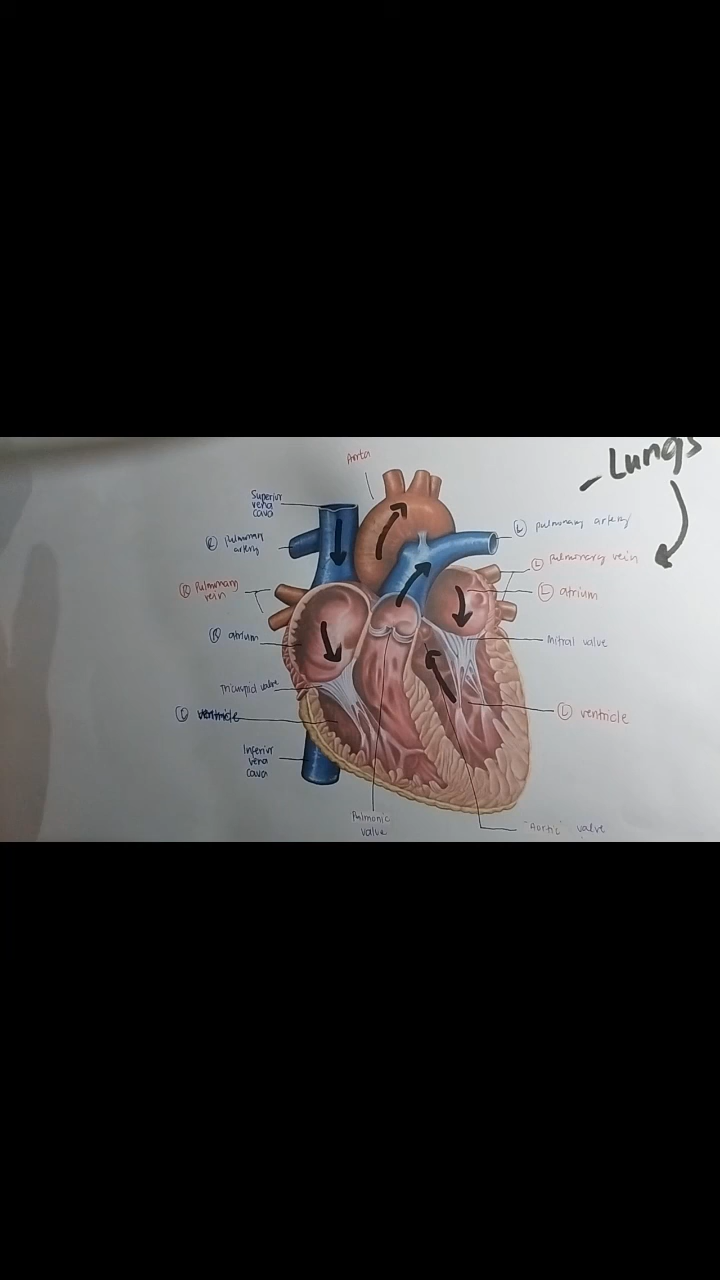 Lungs
Aorta
Superior
vena
cava
Ⓡ pulmonary
artery
Ⓡ Pulmonary
vein
Ⓡ atrium
Tricuspid valve
ventricle
Inferior
vena
cava
Pulmonic
valve
Ⓛ pulmonary artery
Ⓛ pulmonary vein
Ⓛ atrium
Mitral valve
Ⓛ ventricle
"Aortic" valve